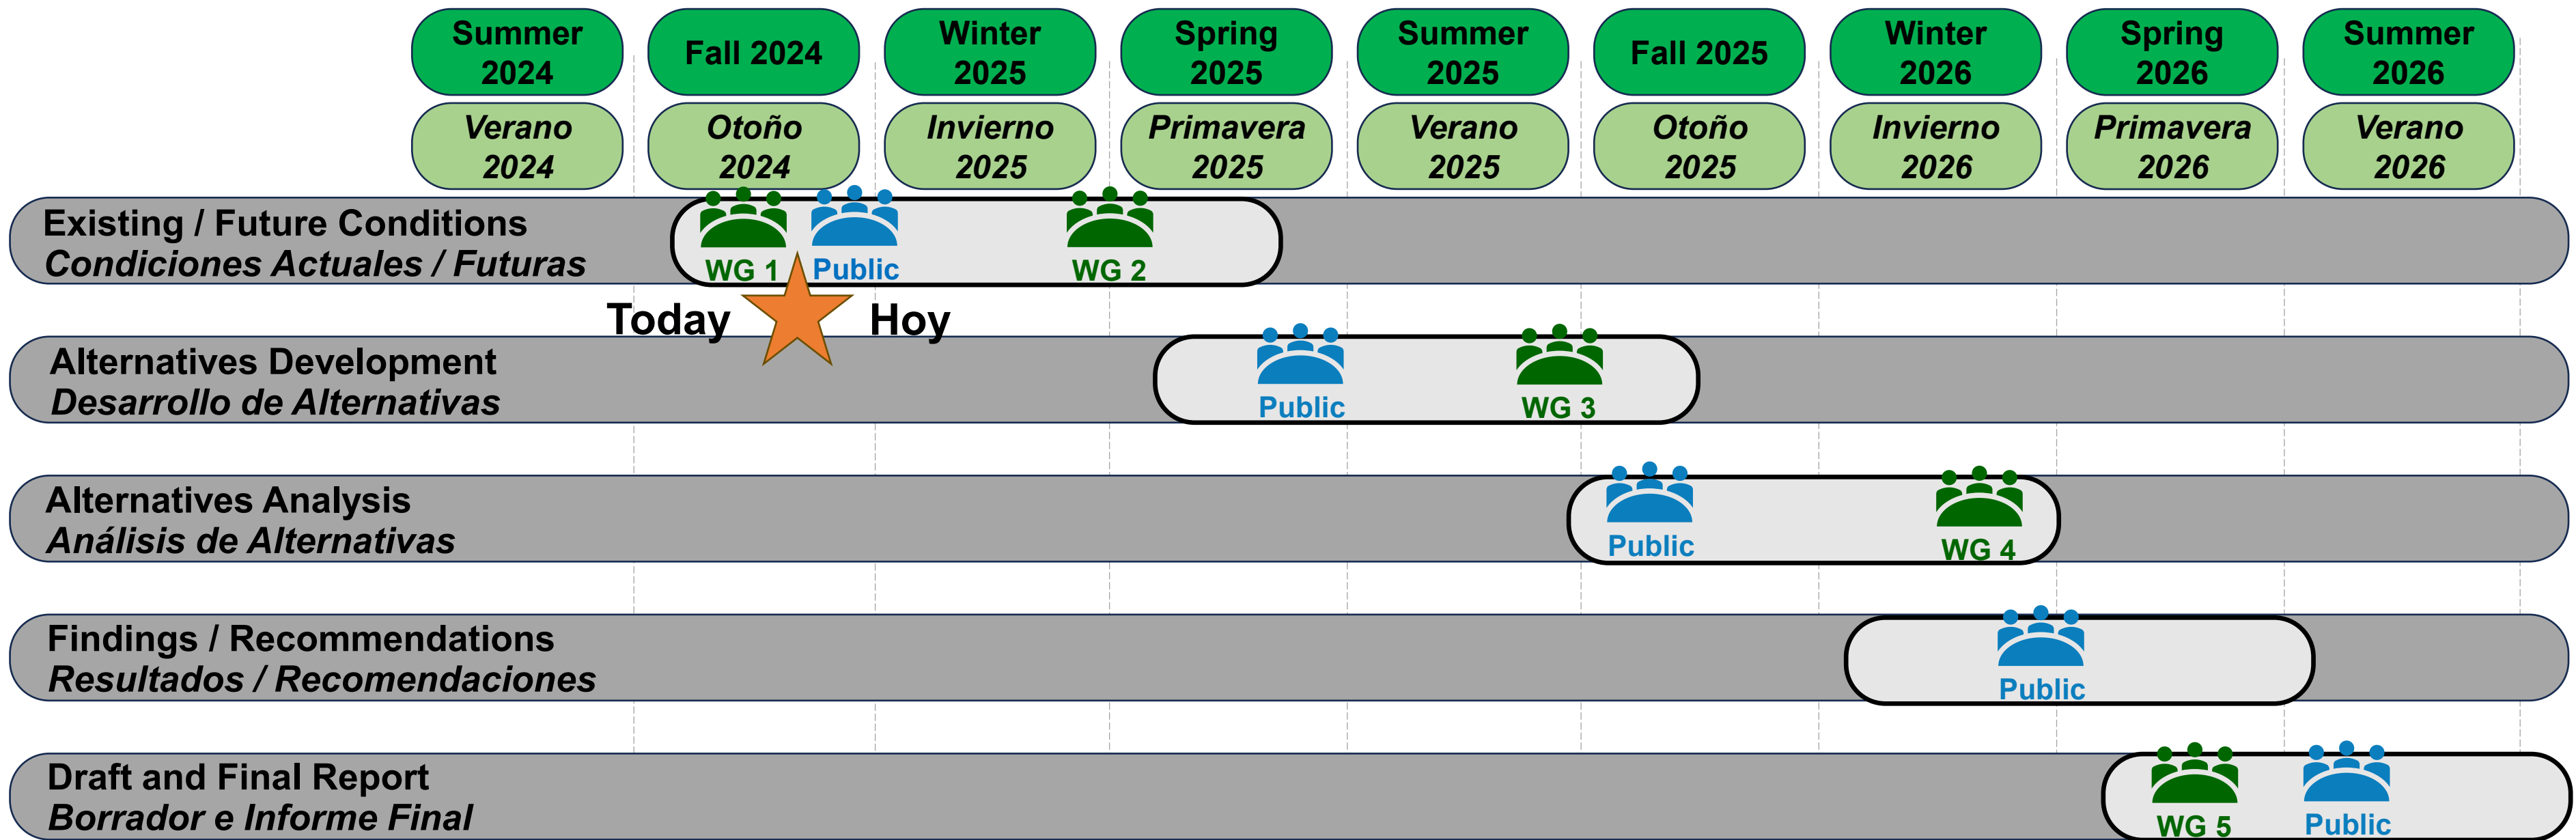 Summer
2024
Fall 2024
Winter
2025
Spring
2025
Summer
2025
Fall 2025
Winter
2026
Spring
2026
Summer
2026
Verano
2024
Otoño
2024
Invierno
2025
Primavera
2025
Verano
2025
Otoño
2025
Invierno
2026
Primavera
2026
Verano
2026
Existing / Future Conditions
Condiciones Actuales / Futuras
WG 1
Public
WG 2
Today
Hoy
Alternatives Development
Desarrollo de Alternativas
Public
WG 3
Alternatives Analysis
Análisis de Alternativas
Public
WG 4
Findings / Recommendations
Resultados / Recomendaciones
Public
Draft and Final Report
Borrador e Informe Final
WG 5
Public